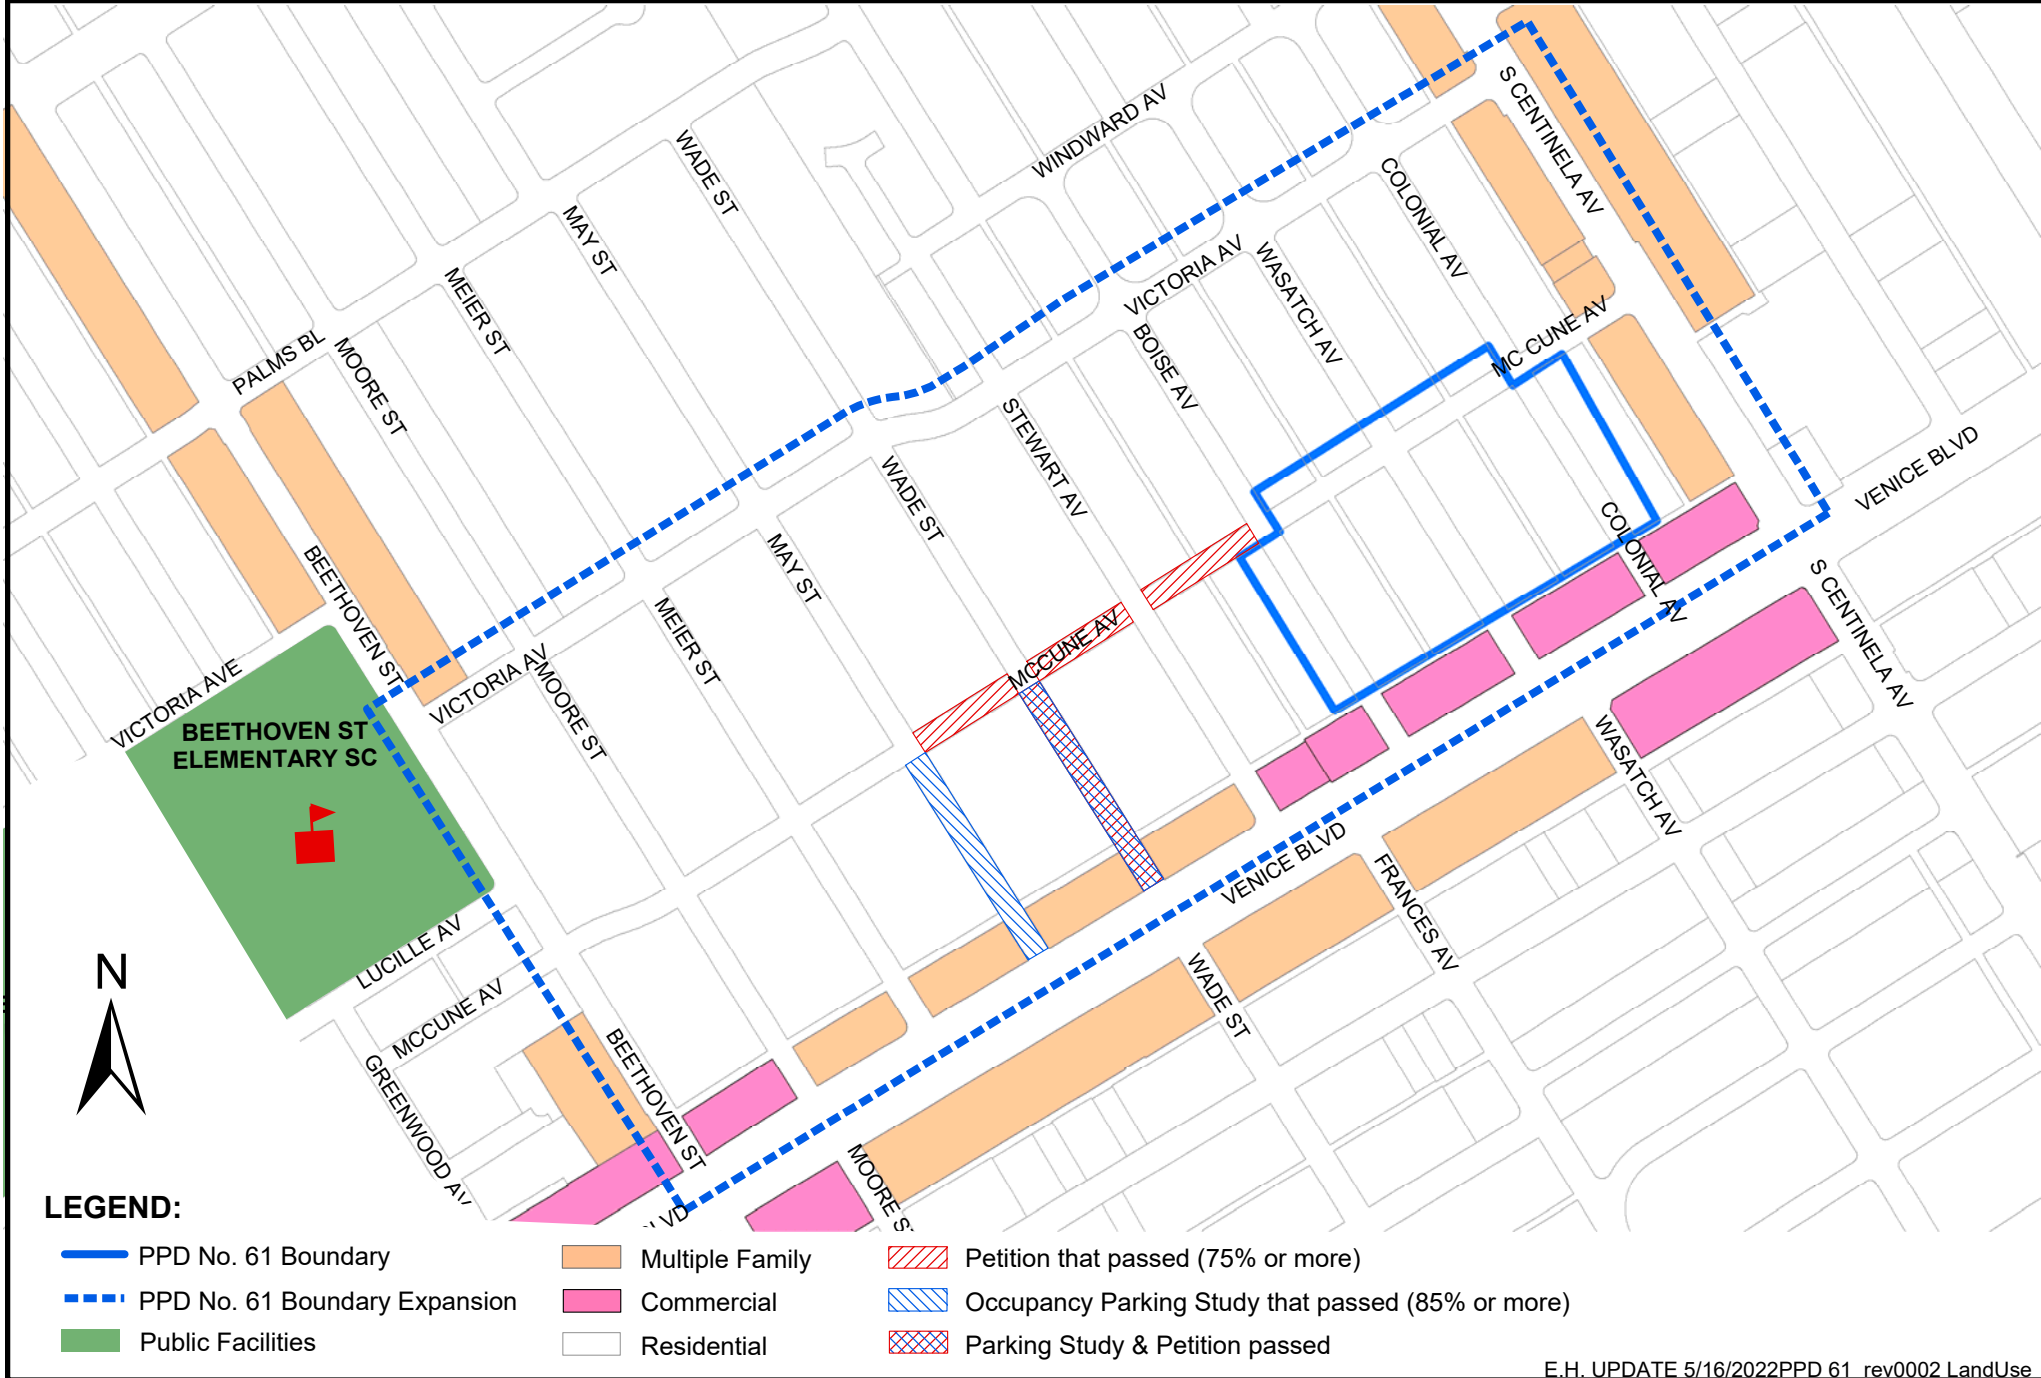 S CENTINELA AV
WINDWARD AV
WADE ST
COLONIAL AV
MAY ST
VICTORIA AV
WASATCH AV
MEIER ST
MC CUNE AV
BOISE AV
PALMS BL
MOORE ST
STEWART AV
VENICE BLVD
WADE ST
COLONIAL AV
MAY ST
BEETHOVEN ST
S CENTINELA AV
MEIER ST
MCCUNE AV
VICTORIA AV
VICTORIA AVE
MOORE ST
BEETHOVEN ST
ELEMENTARY SC
WASATCH AV
VENICE BLVD
FRANCES AV
LUCILLE AV
WADE ST
N
MCCUNE AV
BEETHOVEN ST
GREENWOOD AV
MOORE ST
LVD
LEGEND:
PPD No. 61 Boundary
PPD No. 61 Boundary Expansion
Public Facilities
Multiple Family
Commercial
Residential
Petition that passed (75% or more)
Occupancy Parking Study that passed (85% or more)
Parking Study & Petition passed
E.H. UPDATE 5/16/2022PPD 61_rev0002 LandUse